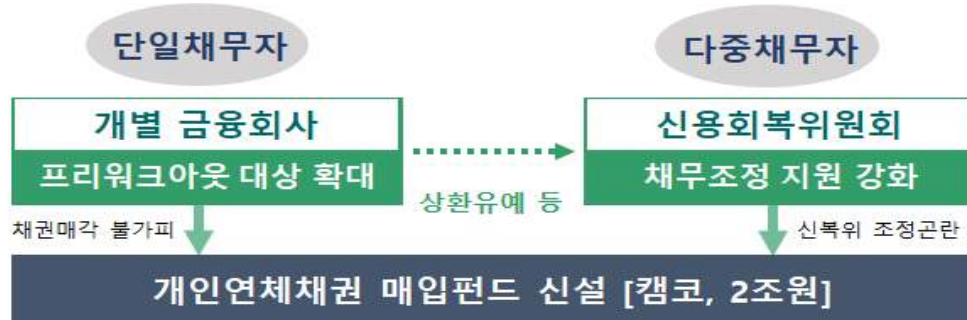 단일채무자
다중채무자
개별 금융회사
프리워크아웃 대상 확대
신용회복위원회
채무조정 지원 강화
상환유예 등
채권매각 불가피
신복위 조정곤란
개인연체채권 매입펀드 신설 [캠코, 2조원]